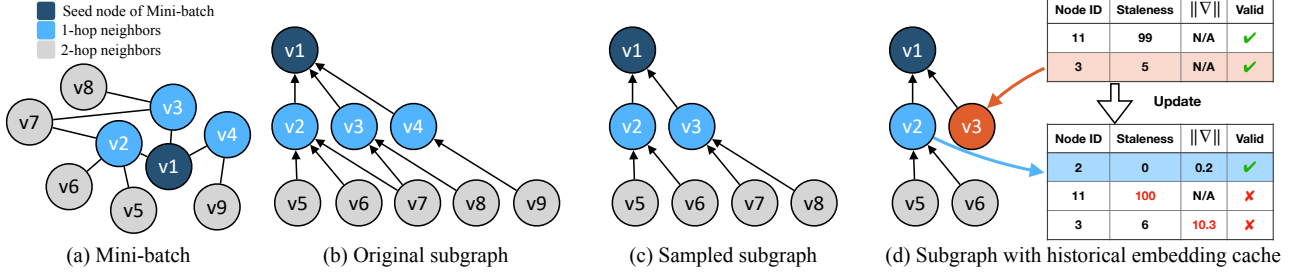 Seed node of Mini-batch
1-hop neighbors
2-hop neighbors
v8
v7
v3
v2
v4
v1
v6
v5
v9
(a) Mini-batch
v1
v2 v3 v4
v5 v6 v7 v8 v9
(b) Original subgraph
v1
v2 v3
v5 v6 v7 v8
(c) Sampled subgraph
v1
v2 v3
v5 v6
Node ID Staleness ‖∇‖ Valid
11 99 N/A ✔
3 5 N/A ✔
Update
Node ID Staleness ‖∇‖ Valid
2 0 0.2 ✔
11 100 N/A ✘
3 6 10.3 ✘
(d) Subgraph with historical embedding cache